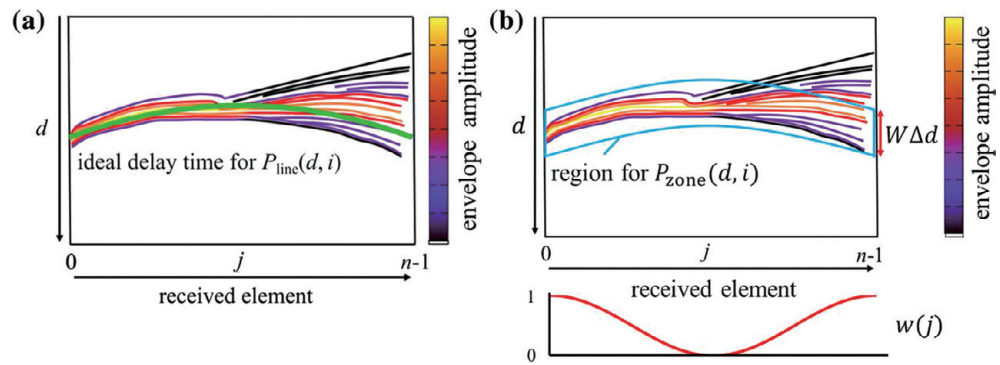 (a)
d
ideal delay time for P_line(d, i)
envelope amplitude
0
j
n-1
received element
(b)
d
region for P_zone(d, i)
WΔd
envelope amplitude
0
j
n-1
received element
1
0
w(j)